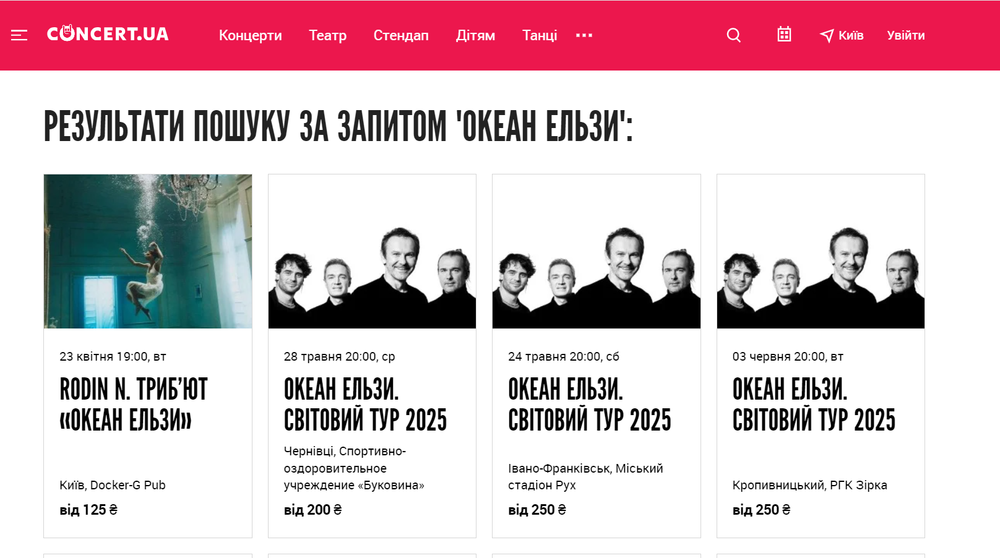 CONCERT.UA
Концерти Театр Стендап Дітям Танці
Київ Увійти
РЕЗУЛЬТАТИ ПОШУКУ ЗА ЗАПИТОМ 'ОКЕАН ЕЛЬЗИ':
23 квітня 19:00, вт
RODIN N. ТРИБ’ЮТ
«ОКЕАН ЕЛЬЗИ»
Київ, Docker-G Pub
від 125 ₴
28 травня 20:00, ср
ОКЕАН ЕЛЬЗИ.
СВІТОВИЙ ТУР 2025
Чернівці, Спортивно-
оздоровительное
учреждение «Буковина»
від 200 ₴
24 травня 20:00, сб
ОКЕАН ЕЛЬЗИ.
СВІТОВИЙ ТУР 2025
Івано-Франківськ, Міський
стадіон Рух
від 250 ₴
03 червня 20:00, вт
ОКЕАН ЕЛЬЗИ.
СВІТОВИЙ ТУР 2025
Кропивницький, РГК Зірка
від 250 ₴